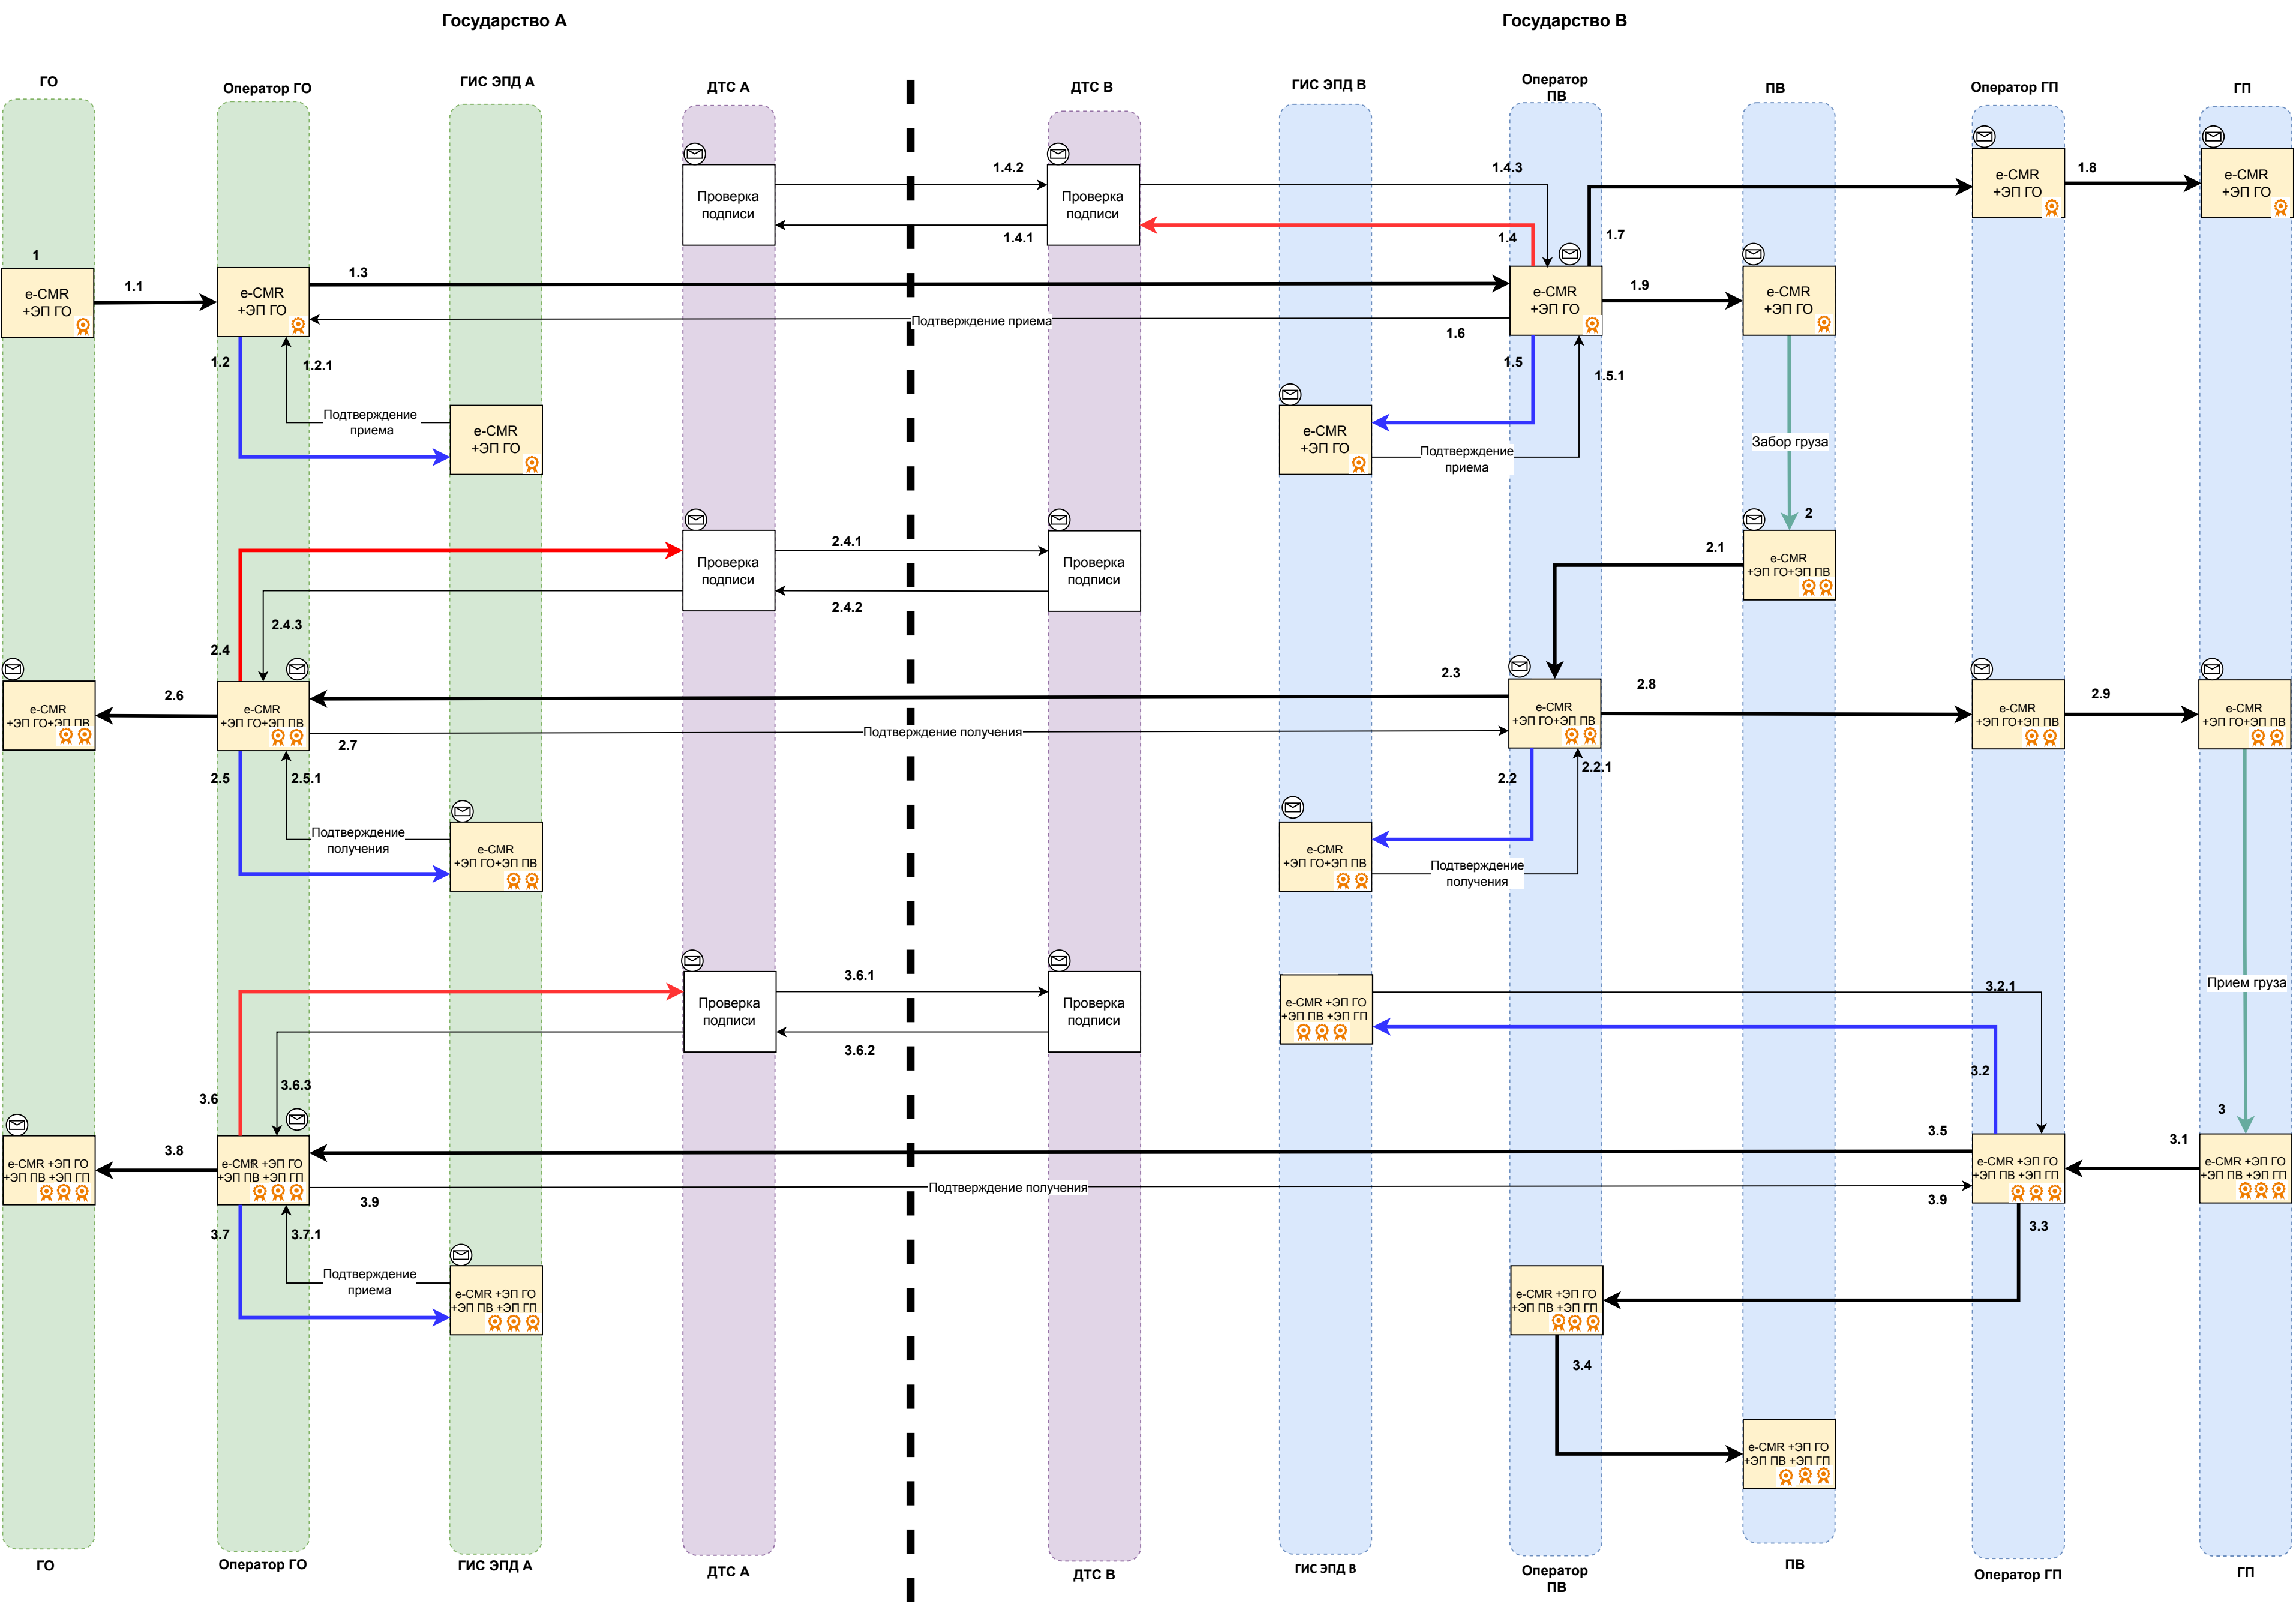 Государство А
Государство В
ГО
Оператор ГО
ГИС ЭПД А
ДТС А
ДТС В
ГИС ЭПД В
Оператор
ПВ
ПВ
Оператор ГП
ГП
Проверка
подписи
1.4.2
1.4.1
Проверка
подписи
1.4.3
1.4
1.7
e-CMR
+ЭП ГО
1.8
e-CMR
+ЭП ГО
1
e-CMR
+ЭП ГО
1.1
e-CMR
+ЭП ГО
1.3
Подтверждение приема
1.6
e-CMR
+ЭП ГО
1.9
e-CMR
+ЭП ГО
1.2
1.2.1
Подтверждение
приема
e-CMR
+ЭП ГО
e-CMR
+ЭП ГО
1.5
1.5.1
Подтверждение
приема
Забор груза
2
Проверка
подписи
2.4.1
2.4.2
Проверка
подписи
2.1
e-CMR
+ЭП ГО+ЭП ПВ
2.4.3
2.4
e-CMR
+ЭП ГО+ЭП ПВ
2.6
e-CMR
+ЭП ГО+ЭП ПВ
2.3
Подтверждение получения
2.7
e-CMR
+ЭП ГО+ЭП ПВ
2.8
e-CMR
+ЭП ГО+ЭП ПВ
2.9
e-CMR
+ЭП ГО+ЭП ПВ
2.5
2.5.1
Подтверждение
получения
e-CMR
+ЭП ГО+ЭП ПВ
e-CMR
+ЭП ГО+ЭП ПВ
2.2
2.2.1
Подтверждение
получения
Проверка
подписи
3.6.1
3.6.2
Проверка
подписи
e-CMR +ЭП ГО
+ЭП ПВ +ЭП ГП
3.2.1
3.2
Прием груза
3
3.6.3
3.6
e-CMR +ЭП ГО
+ЭП ПВ +ЭП ГП
3.8
e-CMR +ЭП ГО
+ЭП ПВ +ЭП ГП
3.5
Подтверждение получения
3.9
3.9
e-CMR +ЭП ГО
+ЭП ПВ +ЭП ГП
3.1
e-CMR +ЭП ГО
+ЭП ПВ +ЭП ГП
3.7
3.7.1
Подтверждение
приема
e-CMR +ЭП ГО
+ЭП ПВ +ЭП ГП
3.3
e-CMR +ЭП ГО
+ЭП ПВ +ЭП ГП
3.4
e-CMR +ЭП ГО
+ЭП ПВ +ЭП ГП
ГО
Оператор ГО
ГИС ЭПД А
ДТС А
ДТС В
ГИС ЭПД В
Оператор
ПВ
ПВ
Оператор ГП
ГП